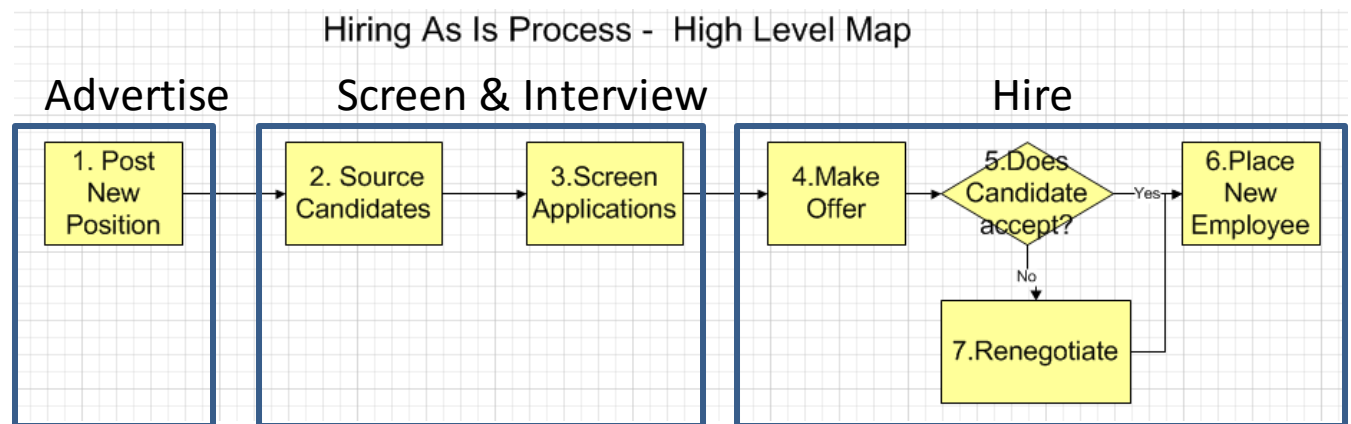 Hiring As Is Process - High Level Map
Advertise
Screen & Interview
Hire
1. Post
New
Position
2. Source
Candidates
3.Screen
Applications
4.Make
Offer
5.Does
Candidate
accept?
Yes
6.Place
New
Employee
No
7.Renegotiate